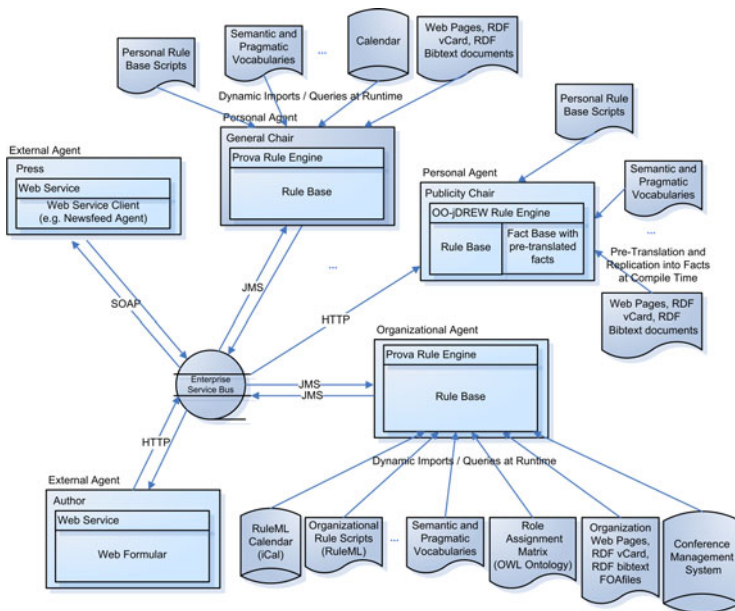 Personal Rule
Base Scripts
Semantic and
Pragmatic
Vocabularies
...
Calendar
Web Pages, RDF
vCard, RDF
Bibtext documents
Dynamic Imports / Queries at Runtime
Personal Agent
General Chair
Prova Rule Engine
Rule Base
External Agent
Press
Web Service
Web Service Client
(e.g. Newsfeed Agent)
Personal Rule
Base Scripts
Personal Agent
Publicity Chair
OO-jDREW Rule Engine
Rule Base
Fact Base with
pre-translated
facts
Semantic and
Pragmatic
Vocabularies
Pre-Translation and
Replication into Facts
at Compile Time
Web Pages, RDF
vCard, RDF
Bibtext documents
...
SOAP
JMS
HTTP
Organizational Agent
Prova Rule Engine
Rule Base
Enterprise
Service Bus
JMS
JMS
HTTP
External Agent
Author
Web Service
Web Formular
Dynamic Imports / Queries at Runtime
RuleML
Calendar
(iCal)
Organizational
Rule Scripts
(RuleML)
...
Semantic and
Pragmatic
Vocabularies
Role
Assignment
Matrix
(OWL Ontology)
Organization
Web Pages,
RDF vCard,
RDF bibtext
FOAfiles
Conference
Management
System